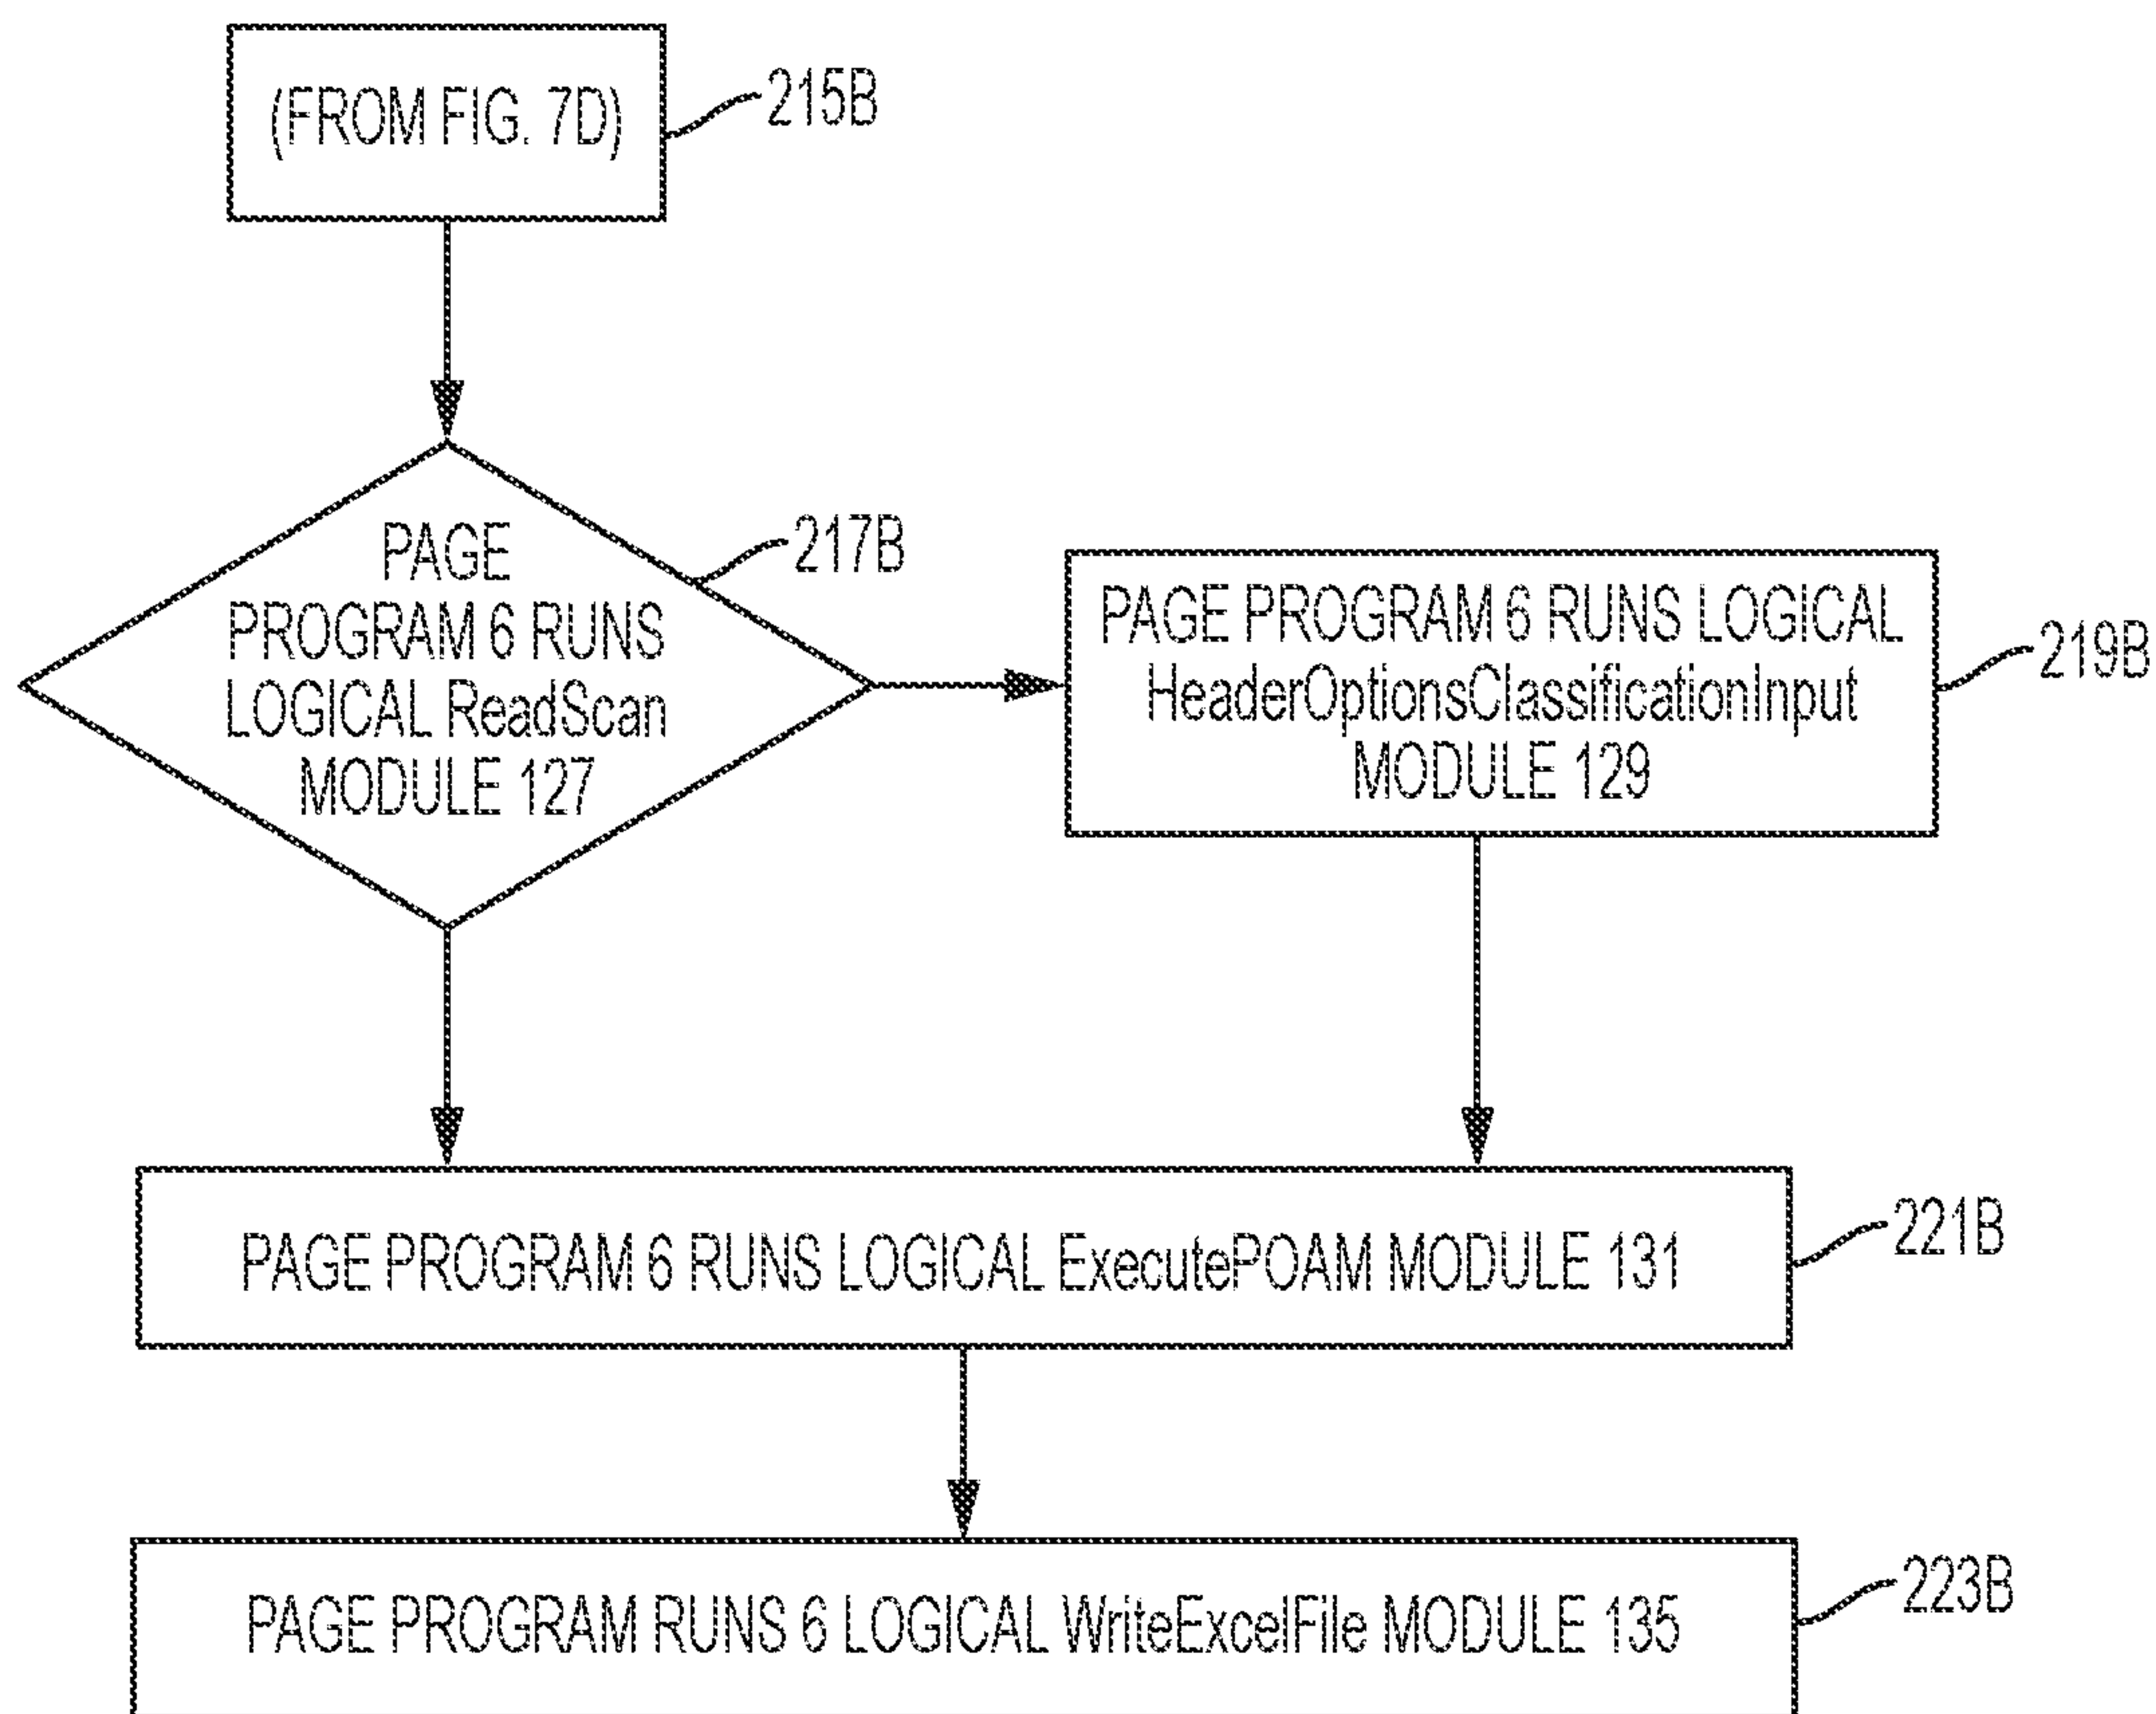 (FROM FIG. 7D)
215B
PAGE
PROGRAM 6 RUNS
LOGICAL ReadScan
MODULE 127
217B
PAGE PROGRAM 6 RUNS LOGICAL
HeaderOptionsClassificationInput
MODULE 129
219B
PAGE PROGRAM 6 RUNS LOGICAL ExecutePOAM MODULE 131
221B
PAGE PROGRAM RUNS 6 LOGICAL WriteExcelFile MODULE 135
223B